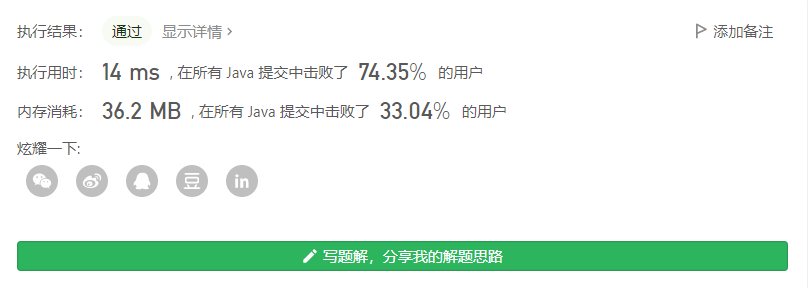 执行结果： 通过 显示详情 › 添加备注
执行用时： 14 ms , 在所有 Java 提交中击败了 74.35% 的用户
内存消耗： 36.2 MB , 在所有 Java 提交中击败了 33.04% 的用户
炫耀一下:
豆 in
写题解，分享我的解题思路